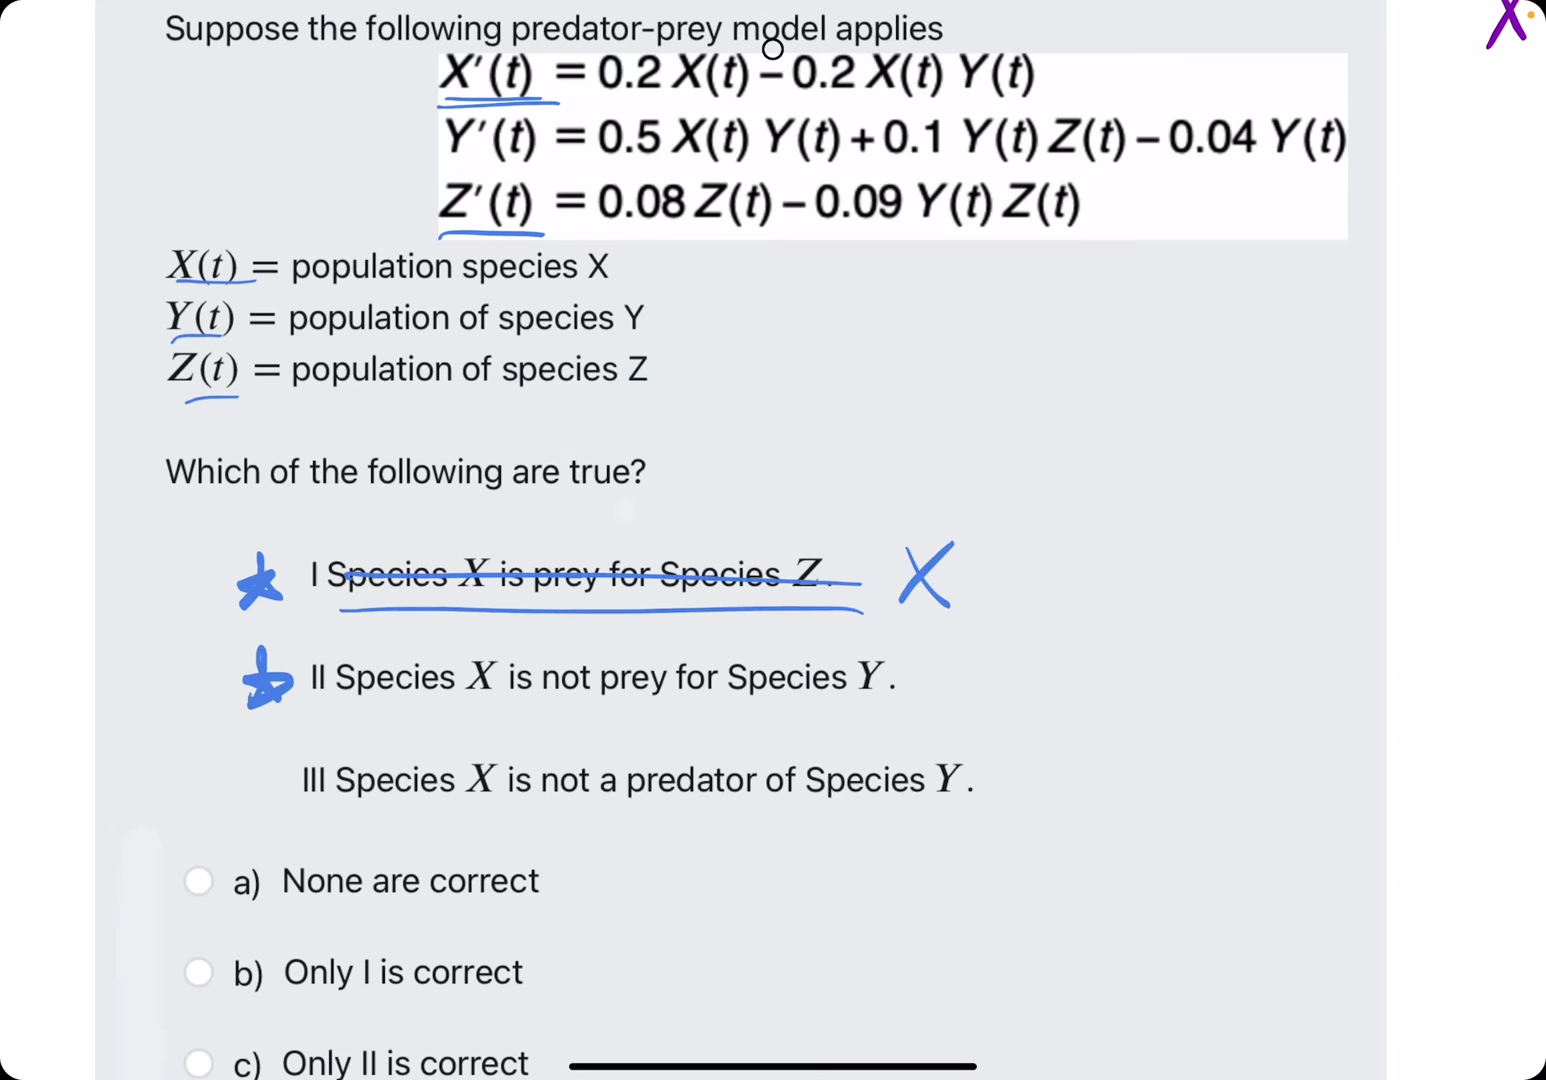 Suppose the following predator-prey model applies
X′(t) = 0.2 X(t) – 0.2 X(t) Y(t)
Y′(t) = 0.5 X(t) Y(t) + 0.1 Y(t) Z(t) – 0.04 Y(t)
Z′(t) = 0.08 Z(t) – 0.09 Y(t) Z(t)
X(t) = population species X
Y(t) = population of species Y
Z(t) = population of species Z
Which of the following are true?
I Species X is prey for Species Z.
II Species X is not prey for Species Y.
III Species X is not a predator of Species Y.
a) None are correct
b) Only I is correct
c) Only II is correct